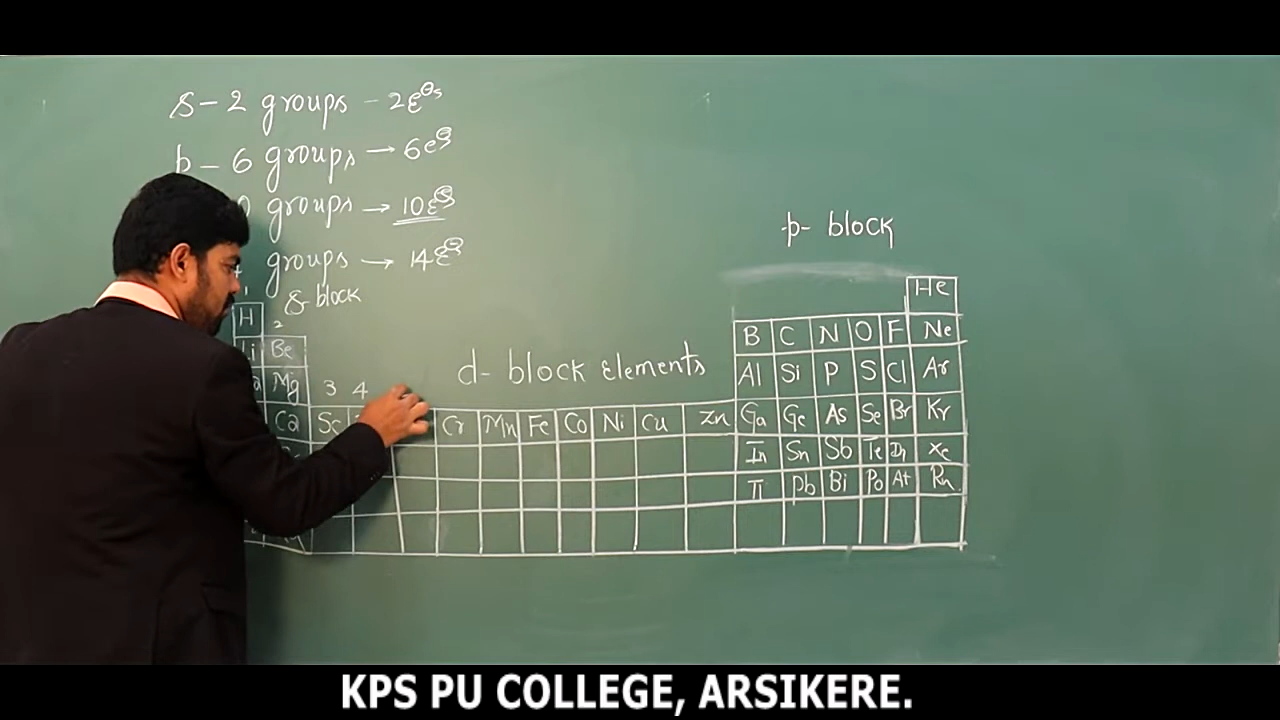 s - 2 groups - 2e⊖s
p - 6 groups → 6e⊖s
groups → 10e⊖s
groups → 14e⊖s
p- block
1
s- block
He
H
2
B C N O F Ne
Be
d- block elements
Al Si P S Cl Ar
Mg 3 4
Ca Sc Cr Mn Fe Co Ni Cu Zn Ga Ge As Se Br Kr
In Sn Sb Te Xe
Pb Bi Po At Rn
KPS PU COLLEGE, ARSIKERE.